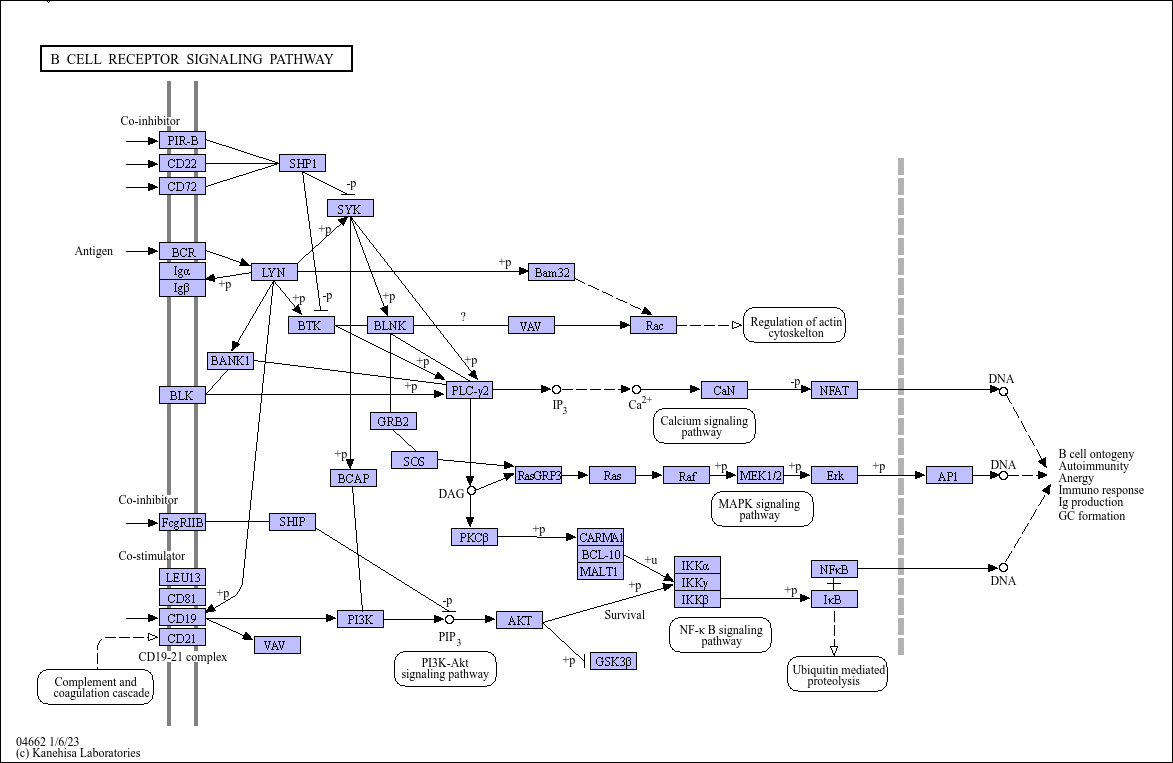 B CELL RECEPTOR SIGNALING PATHWAY
Co-inhibitor
PIR-B
CD22
CD72
SHP1
-p
SYK
+p
Antigen
BCR
Igα
Igβ
+p
LYN
+p
Bam32
+p
-p
+p
BTK
BLNK
?
VAV
Rac
Regulation of actin
cytoskelton
BANK1
+p
+p
BLK
+p
PLC-γ2
IP3
Ca2+
CaN
-p
NFAT
DNA
Calcium signaling
pathway
GRB2
SOS
+p
BCAP
RasGRP3
Ras
Raf
+p
MEK1/2
+p
Erk
+p
AP1
DNA
MAPK signaling
pathway
B cell ontogeny
Autoimmunity
Anergy
Immuno response
Ig production
GC formation
DAG
Co-inhibitor
FcgRIIB
SHIP
PKCβ
+p
CARMA1
BCL-10
MALT1
+u
+p
IKKα
IKKγ
IKKβ
+p
NFκB
IκB
DNA
Co-stimulator
LEU13
CD81
CD19
CD21
+p
CD19-21 complex
VAV
PI3K
-p
PIP3
AKT
Survival
+p
GSK3β
NF-κ B signaling
pathway
PI3K-Akt
signaling pathway
Ubiquitin mediated
proteolysis
Complement and
coagulation cascade
04662 1/6/23
(c) Kanehisa Laboratories